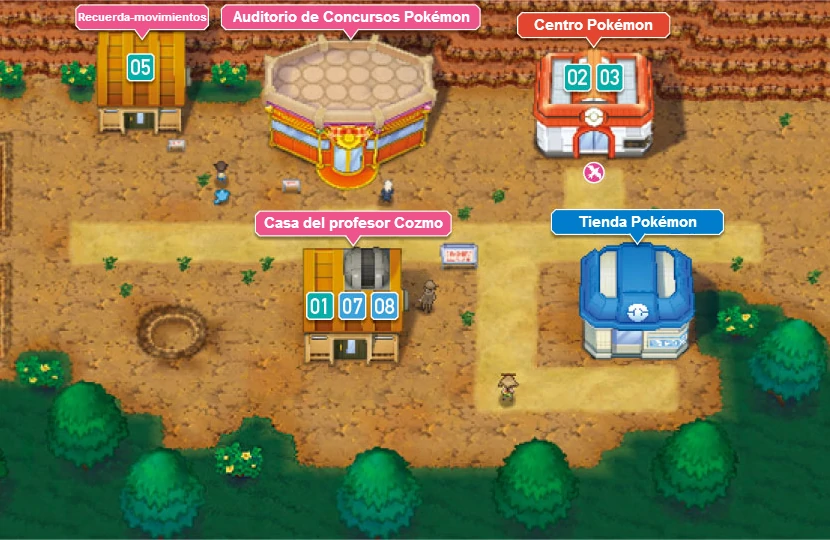 Recuerda-movimientos
Auditorio de Concursos Pokémon
Centro Pokémon
05
02 03
Casa del profesor Cozmo
Tienda Pokémon
01 07 08